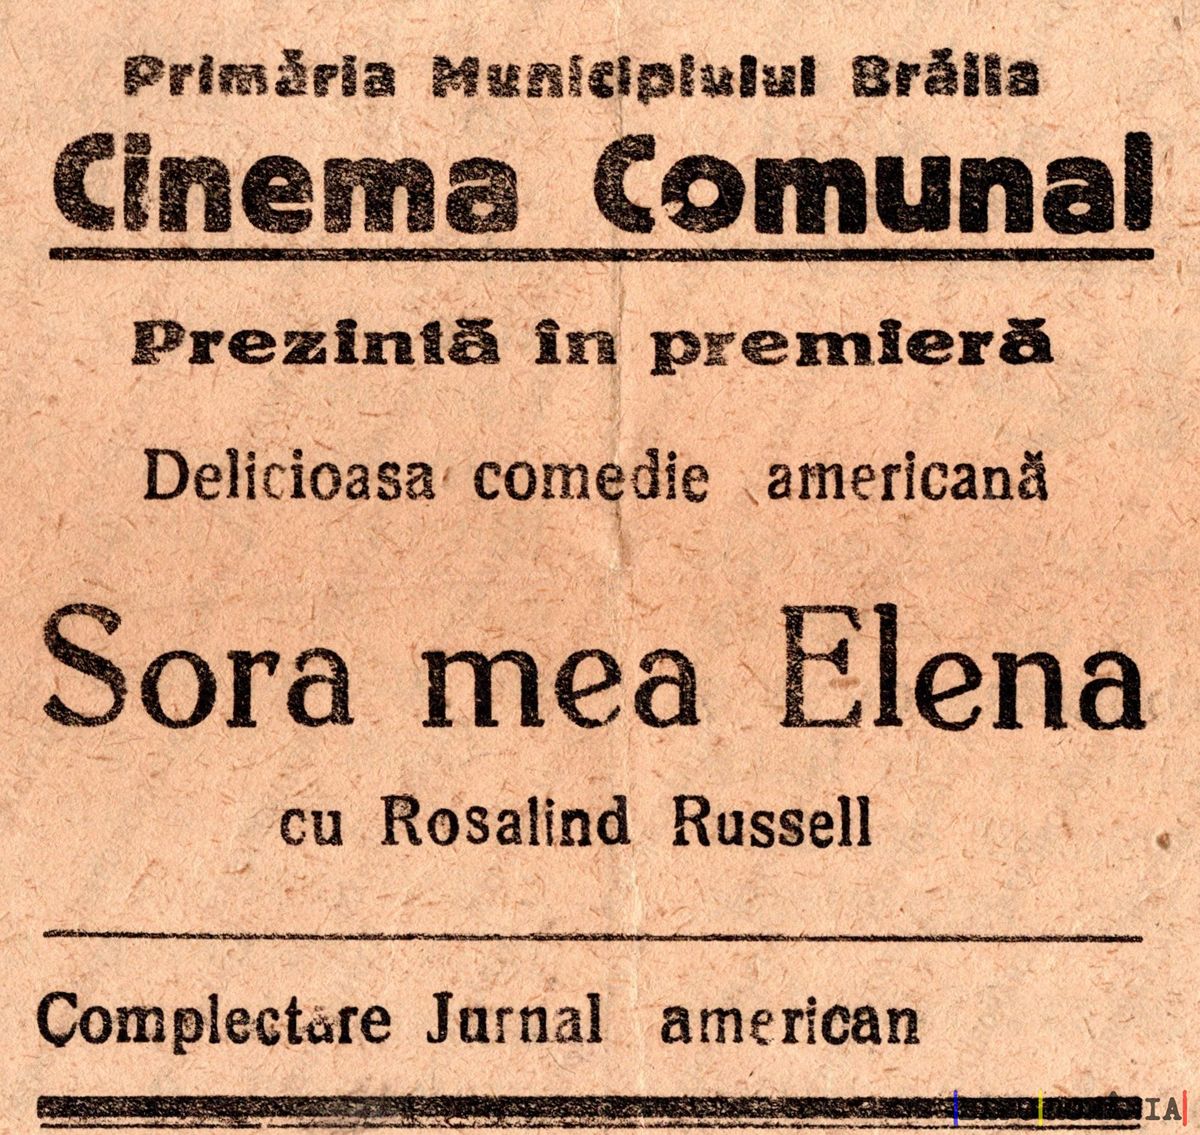 Primăria Municipiului Brăila
Cinema Comunal
Prezintă în premieră
Delicioasa comedie americană
Sora mea Elena
cu Rosalind Russell
Complectare Jurnal american